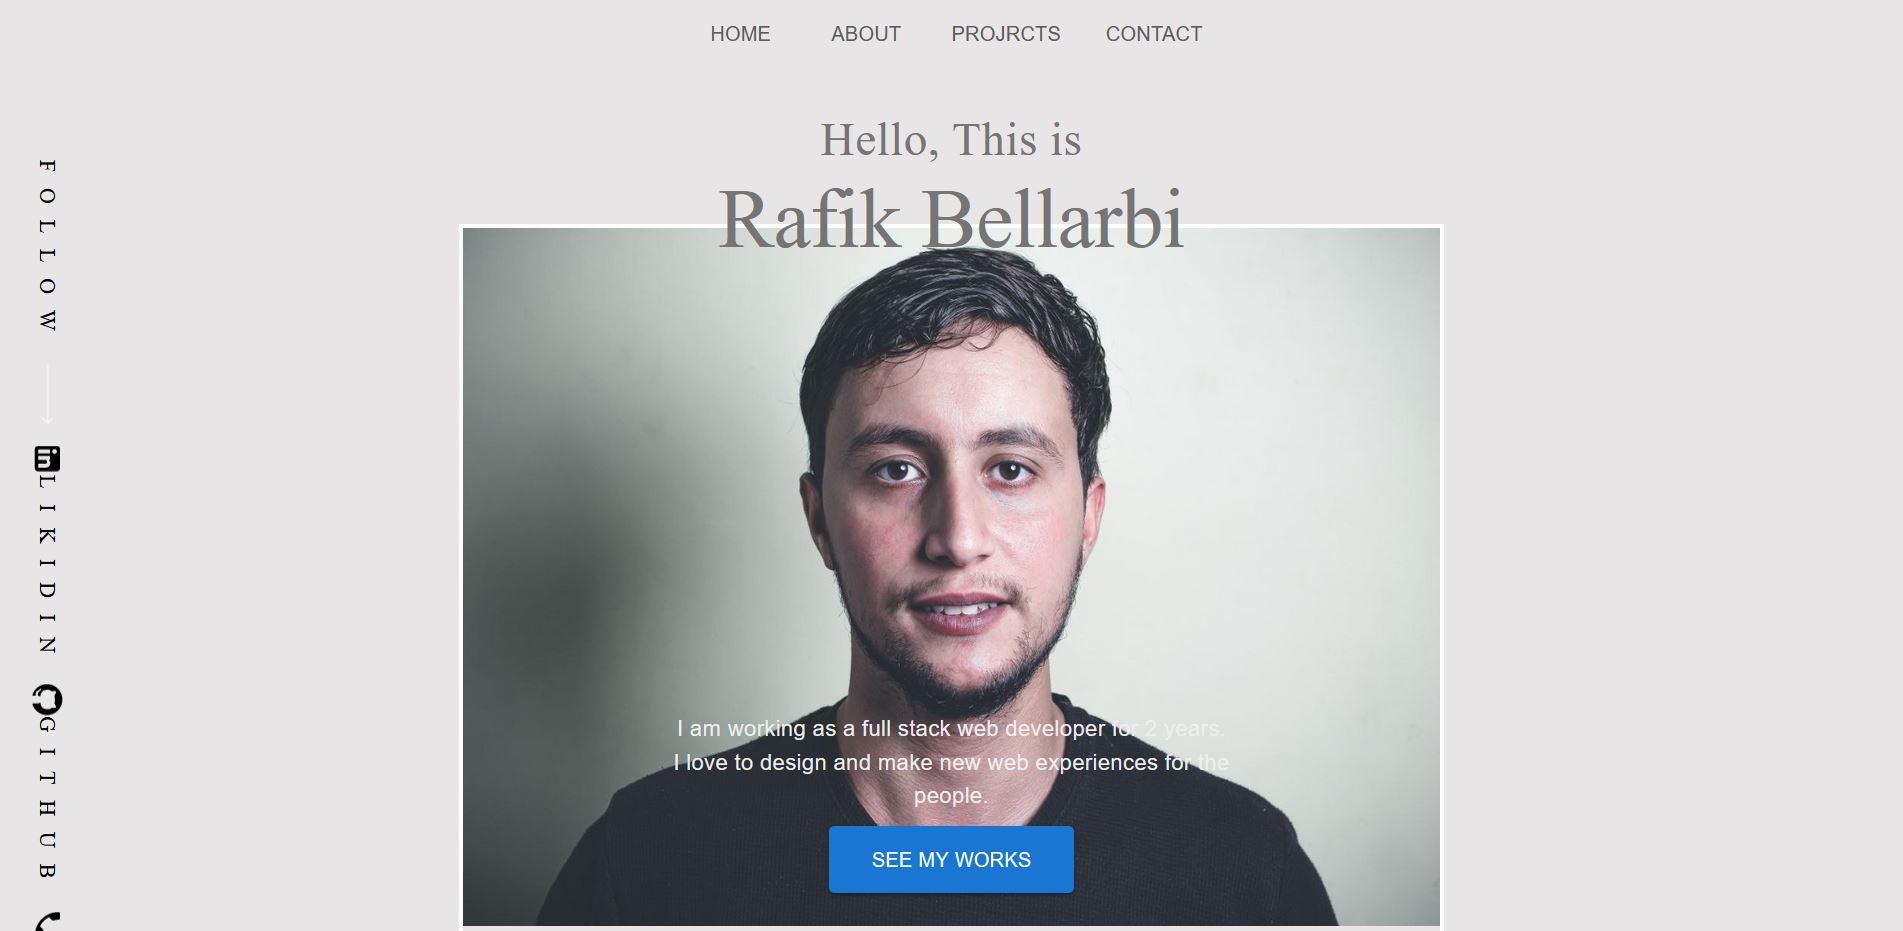 HOME ABOUT PROJRCTS CONTACT
Hello, This is
Rafik Bellarbi
FOLLOW
LIKIDIN
GITHUB
I am working as a full stack web developer for 2 years.
I love to design and make new web experiences for the
people.
SEE MY WORKS